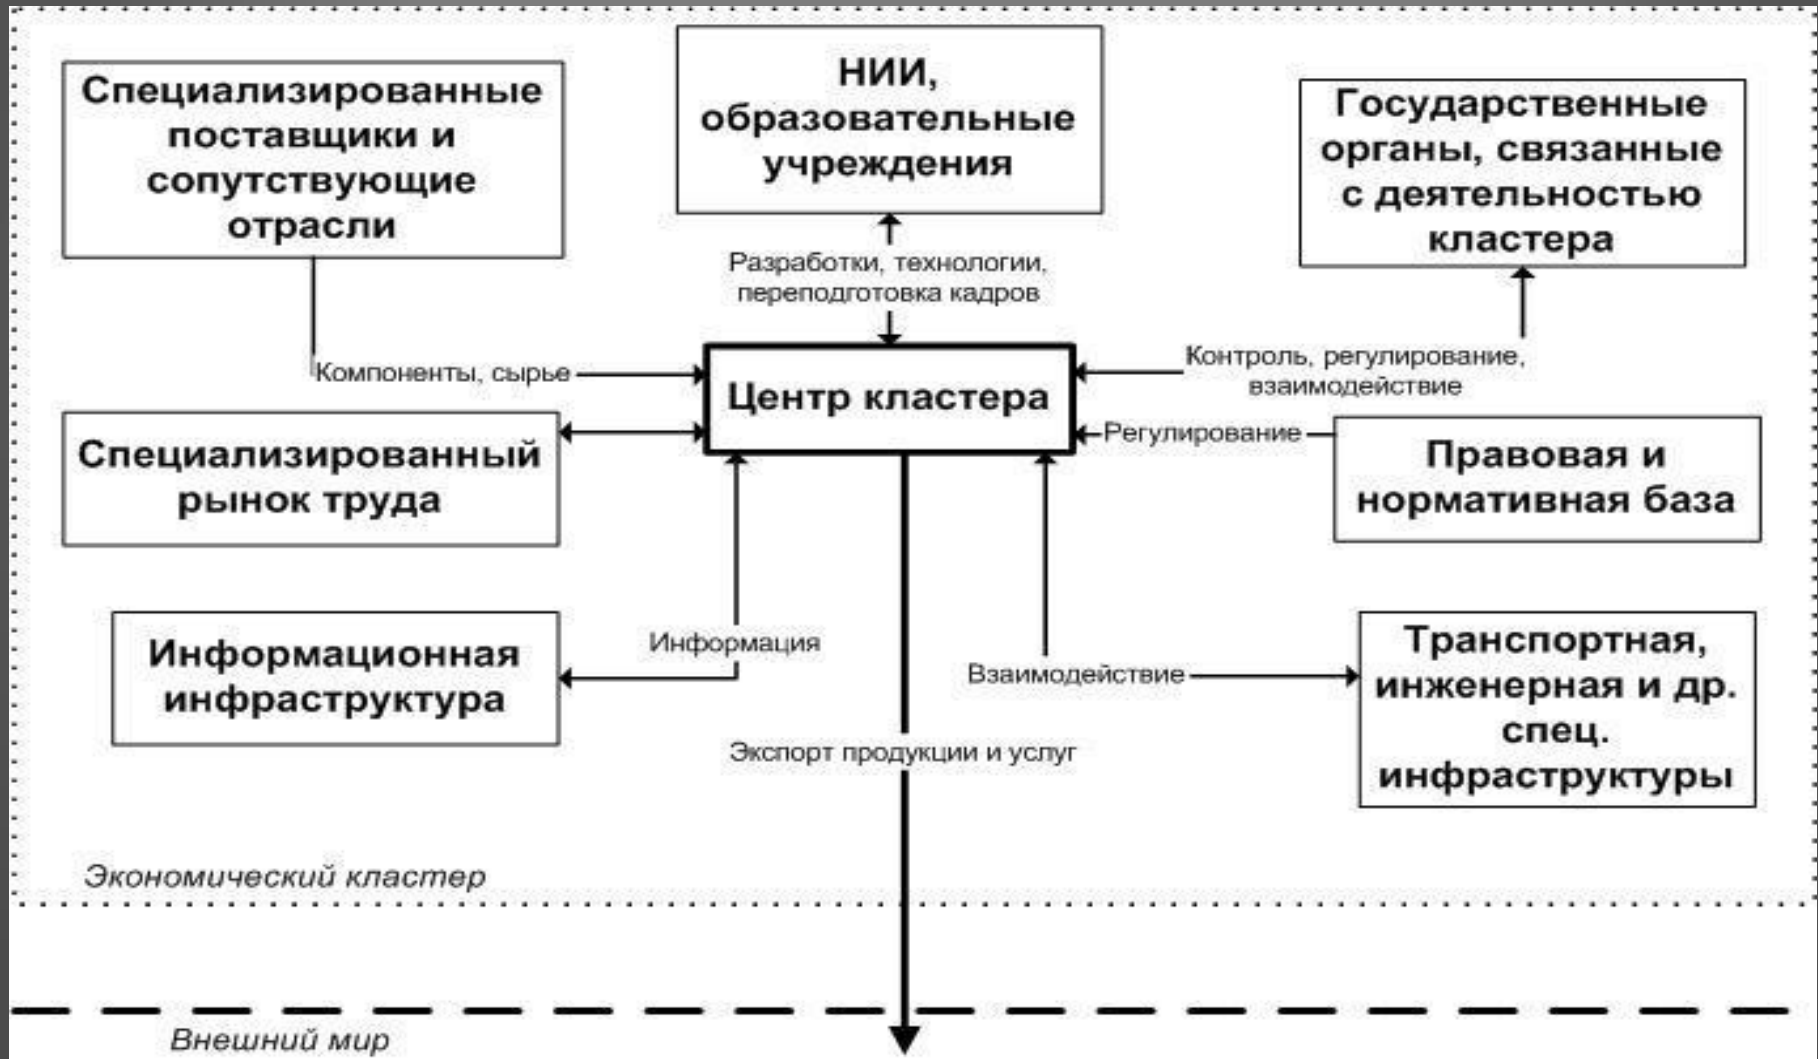 Специализированные
поставщики и
сопутствующие
отрасли
НИИ,
образовательные
учреждения
Государственные
органы, связанные
с деятельностью
кластера
Разработки, технологии,
переподготовка кадров
Компоненты, сырье
Центр кластера
Контроль, регулирование,
взаимодействие
Специализированный
рынок труда
Регулирование
Правовая и
нормативная база
Информационная
инфраструктура
Информация
Взаимодействие
Транспортная,
инженерная и др.
спец.
инфраструктуры
Экспорт продукции и услуг
Экономический кластер
Внешний мир